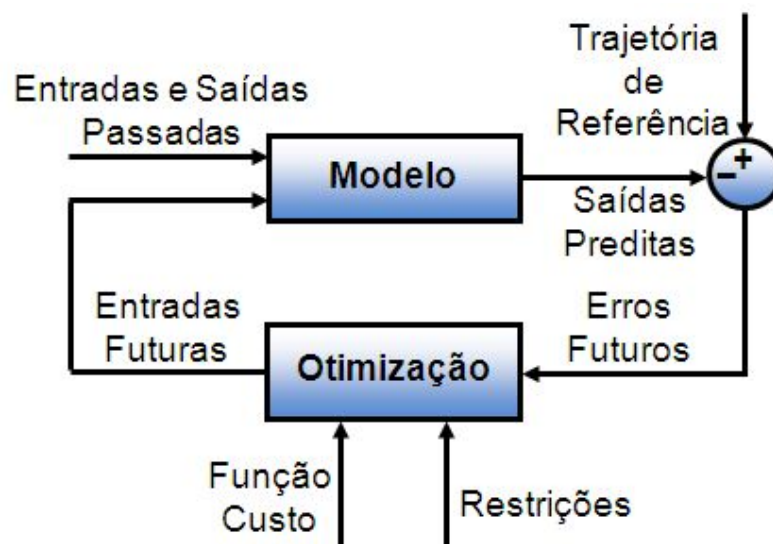 Trajetória
de
Referência
Entradas e Saídas
Passadas
Modelo
+
−
Saídas
Preditas
Entradas
Futuras
Erros
Futuros
Otimização
Função
Custo
Restrições